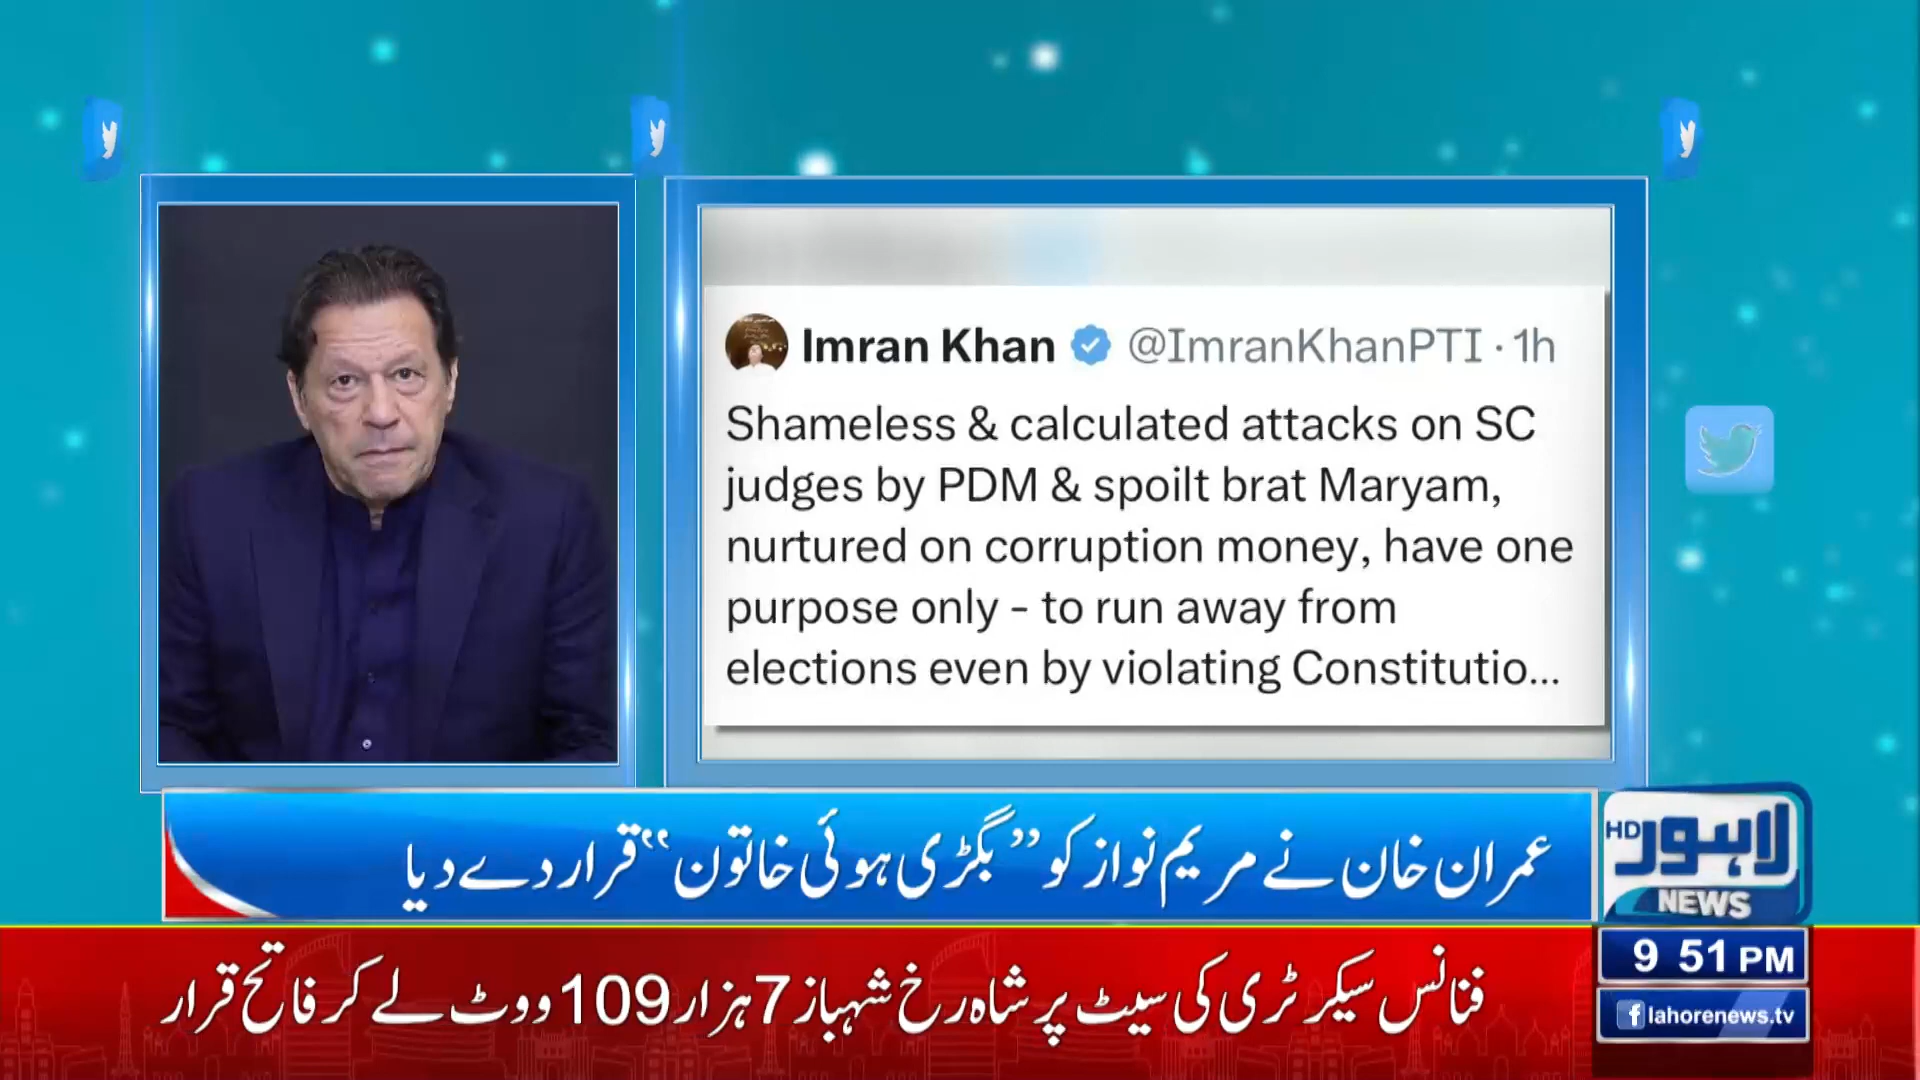 Imran Khan @ImranKhanPTI · 1h
Shameless & calculated attacks on SC
judges by PDM & spoilt brat Maryam,
nurtured on corruption money, have one
purpose only - to run away from
elections even by violating Constitutio...
عمران خان نے مریم نواز کو ”بگڑی ہوئی خاتون“ قرار دے دیا
لاہور HD
NEWS
فنانس سیکرٹری کی سیٹ پر شاہ رخ شہباز 7 ہزار 109 ووٹ لے کر فاتح قرار
9 51 PM
lahorenews.tv